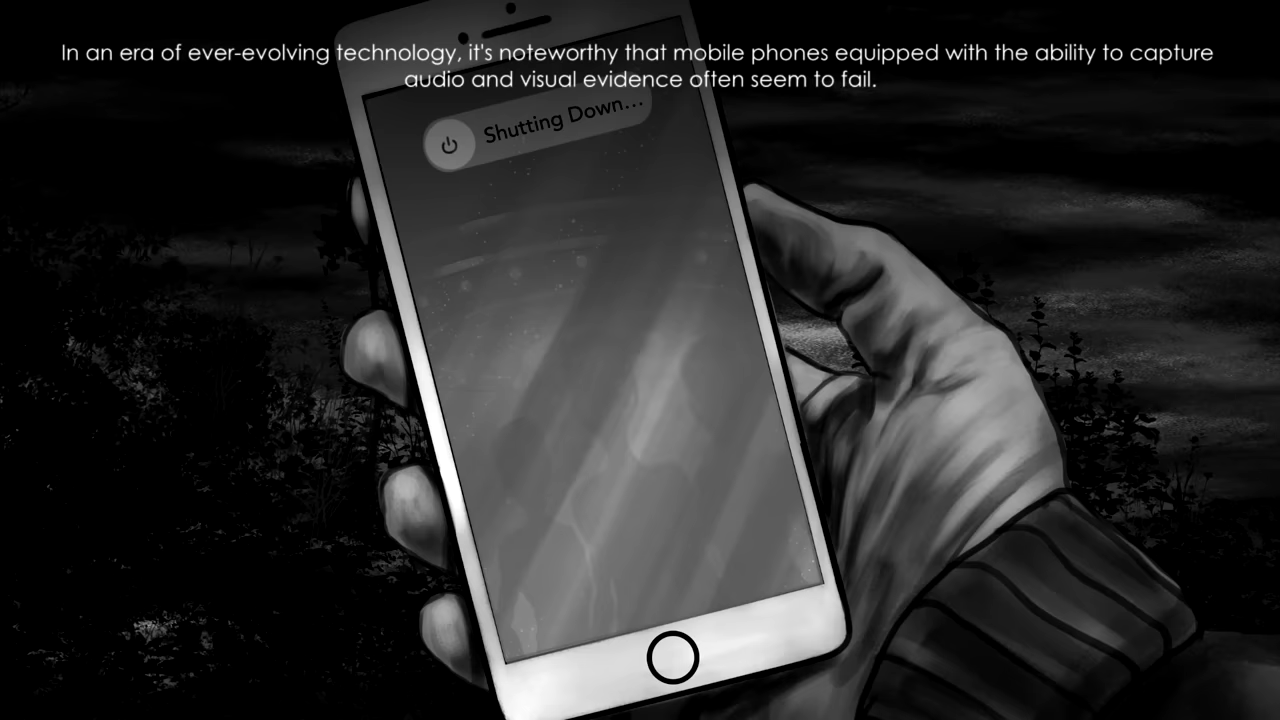 In an era of ever-evolving technology, it's noteworthy that mobile phones equipped with the ability to capture
audio and visual evidence often seem to fail.
Shutting Down...